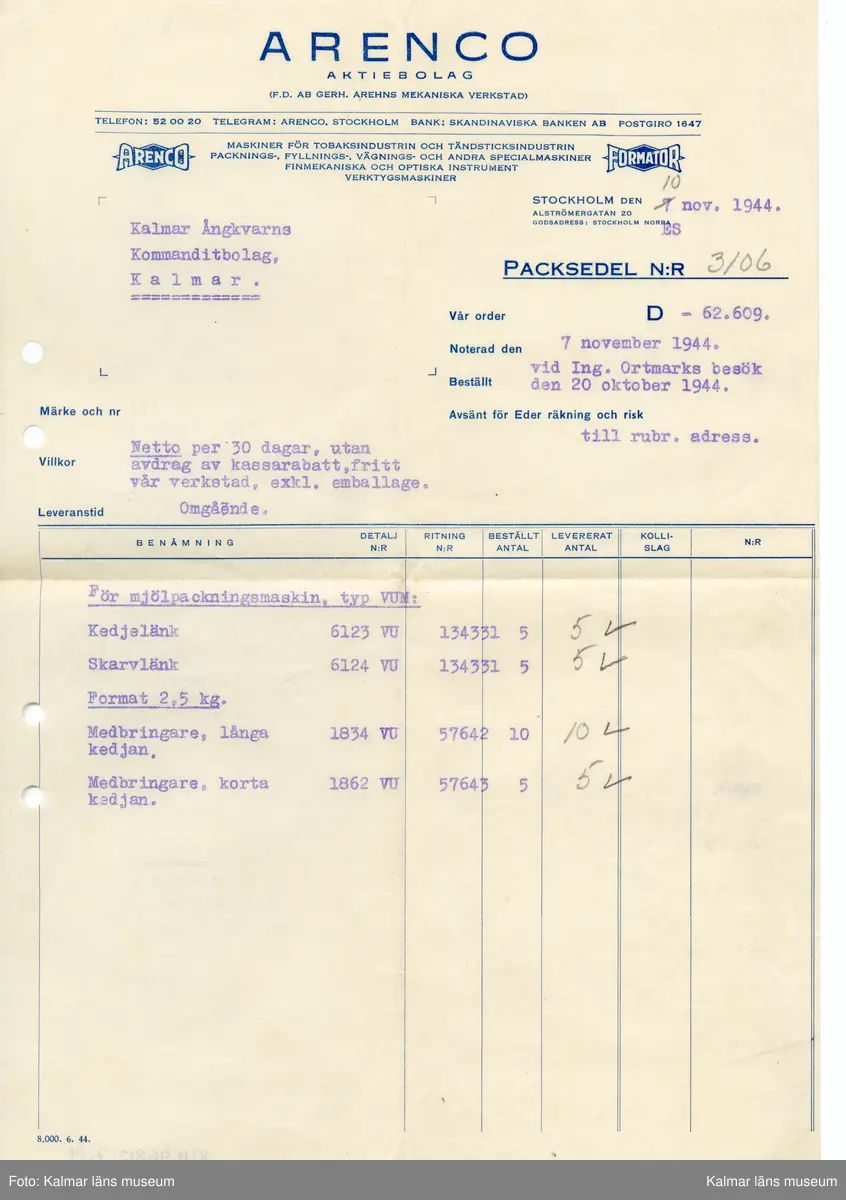 ARENCO
AKTIEBOLAG
(F.D. AB GERH. AREHNS MEKANISKA VERKSTAD)
TELEFON: 52 00 20 TELEGRAM: ARENCO, STOCKHOLM BANK: SKANDINAVISKA BANKEN AB POSTGIRO 1647
ARENCO
MASKINER FÖR TOBAKSINDUSTRIN OCH TÄNDSTICKSINDUSTRIN
PACKNINGS-, FYLLNINGS-, VÄGNINGS- OCH ANDRA SPECIALMASKINER
FINMEKANISKA OCH OPTISKA INSTRUMENT
VERKTYGSMASKINER
FORMATOR
10
STOCKHOLM DEN 7 nov. 1944.
ALSTRÖMERGATAN 20
GODSADRESS: STOCKHOLM NORRA
ES
Kalmar Ångkvarns
Kommanditbolag,
Kalmar.
=============
PACKSEDEL N:R 3106
Vår order D - 62.609.
Noterad den 7 november 1944.
Beställt vid Ing. Ortmarks besök
den 20 oktober 1944.
Märke och nr
Avsänt för Eder räkning och risk
till rubr. adress.
Villkor Netto per 30 dagar, utan
avdrag av kassarabatt,fritt
vår verkstad, exkl. emballage.
Leveranstid Omgående.
BENÄMNING DETALJ N:R RITNING N:R BESTÄLLT ANTAL LEVERERAT ANTAL KOLLI-SLAG N:R
För mjölpackningsmaskin, typ VUM:
Kedjelänk 6123 VU 134331 5 5 ✓
Skarvlänk 6124 VU 134331 5 5 ✓
Format 2,5 kg.
Medbringare, långa 1834 VU 57642 10 10 ✓
kedjan.
Medbringare, korta 1862 VU 57643 5 5 ✓
kedjan.
8,000. 6. 44.
Foto: Kalmar läns museum
Kalmar läns museum